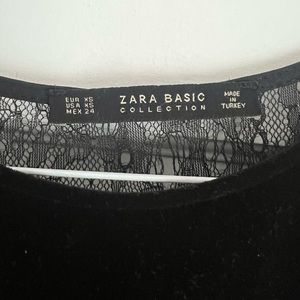 EUR XS
USA XS
MEX 24
ZARA BASIC
COLLECTION
MADE
IN
TURKEY